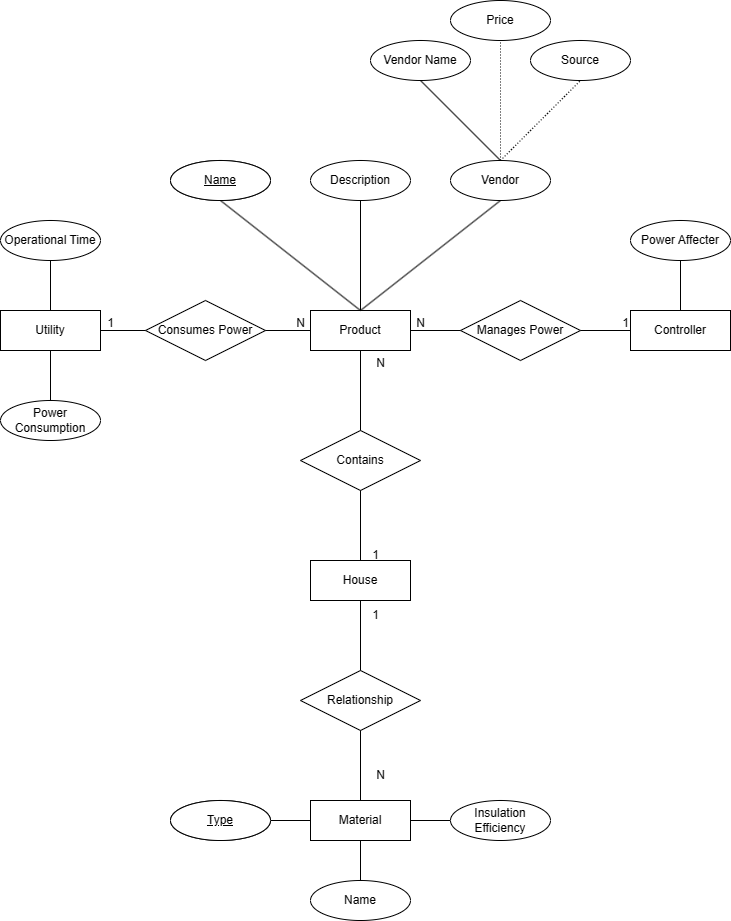 Price
Vendor Name
Source
Name
Description
Vendor
Operational Time
Power Affecter
Utility
1
Consumes Power
N
Product
N
Manages Power
1
Controller
N
Power
Consumption
Contains
1
House
1
Relationship
N
Type
Material
Insulation
Efficiency
Name